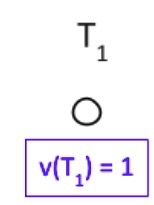 T₁
v(T₁) = 1